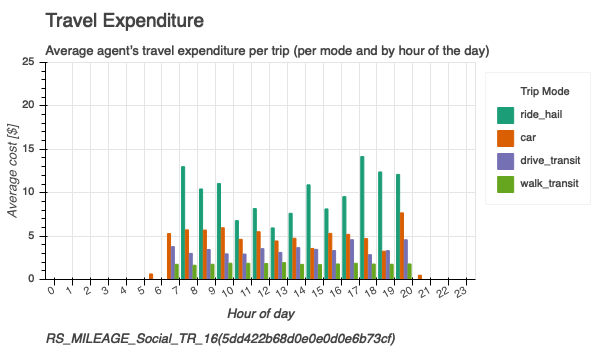 Travel Expenditure
Average agent's travel expenditure per trip (per mode and by hour of the day)
25
20
15
10
5
0
Average cost [$]
0 1 2 3 4 5 6 7 8 9 10 11 12 13 14 15 16 17 18 19 20 21 22 23
Hour of day
Trip Mode
ride_hail
car
drive_transit
walk_transit
RS_MILEAGE_Social_TR_16(5dd422b68d0e0e0d0e6b73cf)